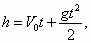 h = V₀t + gt²/2,